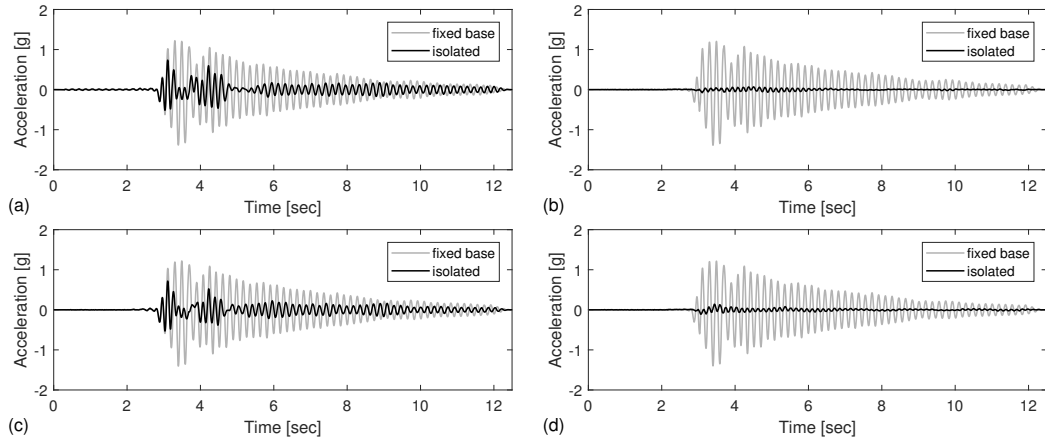 2
1
0
-1
-2
Acceleration [g]
fixed base
isolated
0 2 4 6 8 10 12
Time [sec]
(a)
2
1
0
-1
-2
Acceleration [g]
fixed base
isolated
0 2 4 6 8 10 12
Time [sec]
(b)
2
1
0
-1
-2
Acceleration [g]
fixed base
isolated
0 2 4 6 8 10 12
Time [sec]
(c)
2
1
0
-1
-2
Acceleration [g]
fixed base
isolated
0 2 4 6 8 10 12
Time [sec]
(d)